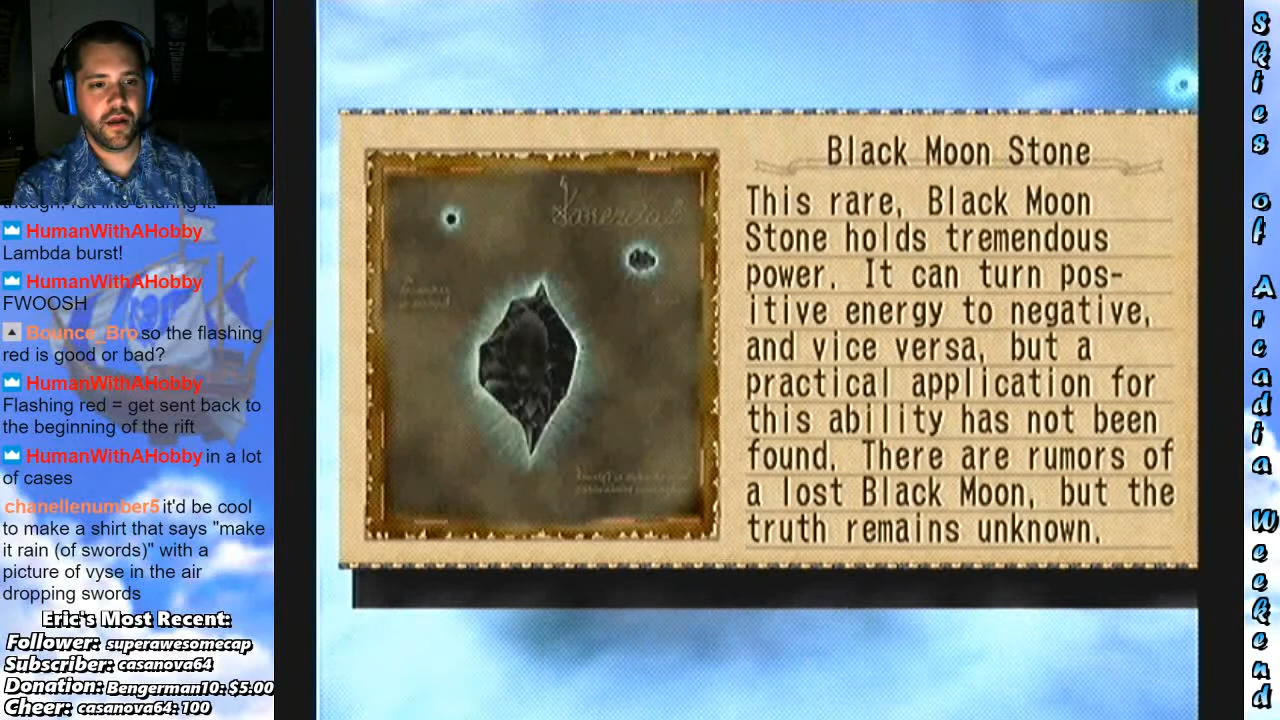 though, felt like sharing it.
HumanWithAHobby
Lambda burst!
HumanWithAHobby
FWOOSH
Bounce_Bro so the flashing
red is good or bad?
HumanWithAHobby
Flashing red = get sent back to
the beginning of the rift
HumanWithAHobby in a lot
of cases
chanellenumber5 it'd be cool
to make a shirt that says "make
it rain (of swords)" with a
picture of vyse in the air
dropping swords
Eric's Most Recent:
Follower: superawesomecap
Subscriber: casanova64
Donation: Bengerman10: $5.00
Cheer: casanova64: 100
Black Moon Stone
This rare, Black Moon
Stone holds tremendous
power. It can turn pos-
itive energy to negative,
and vice versa, but a
practical application for
this ability has not been
found. There are rumors of
a lost Black Moon, but the
truth remains unknown.
Skies of Arcadia Weekend